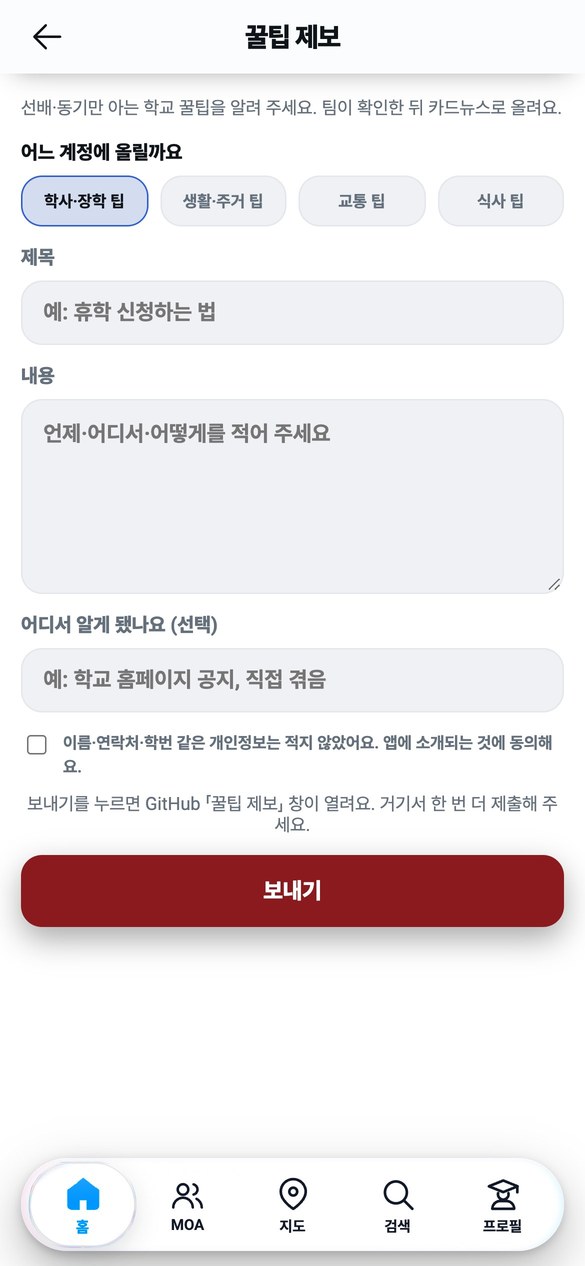 꿀팁 제보
선배·동기만 아는 학교 꿀팁을 알려 주세요. 팀이 확인한 뒤 카드뉴스로 올려요.
어느 계정에 올릴까요
학사·장학 팁
생활·주거 팁
교통 팁
식사 팁
제목
예: 휴학 신청하는 법
내용
언제·어디서·어떻게를 적어 주세요
어디서 알게 됐나요 (선택)
예: 학교 홈페이지 공지, 직접 겪음
이름·연락처·학번 같은 개인정보는 적지 않았어요. 앱에 소개되는 것에 동의해
요.
보내기를 누르면 GitHub 「꿀팁 제보」 창이 열려요. 거기서 한 번 더 제출해 주
세요.
보내기
홈
MOA
지도
검색
프로필